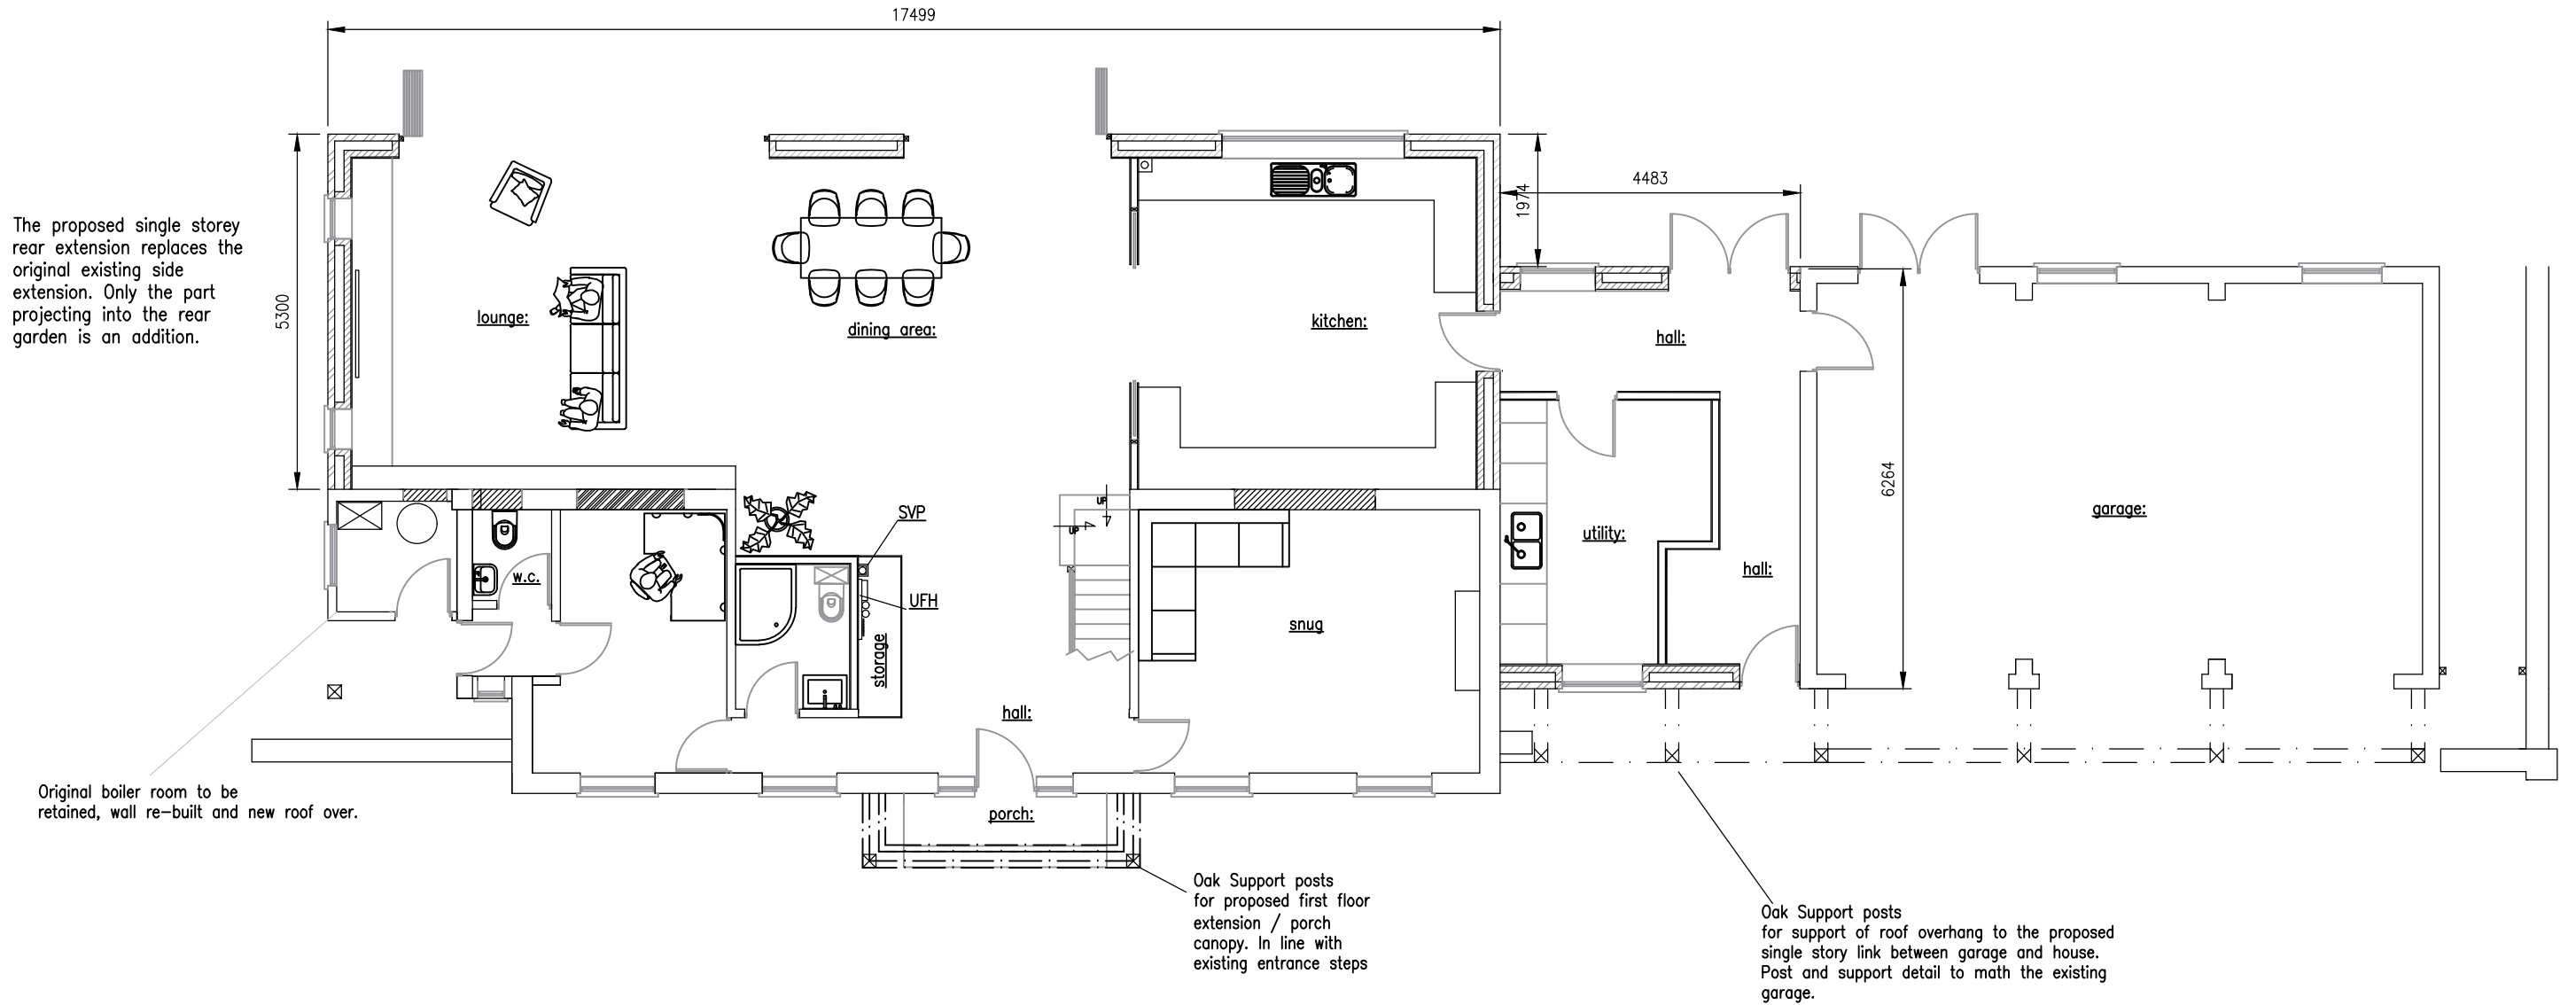 17499
The proposed single storey
rear extension replaces the
original existing side
extension. Only the part
projecting into the rear
garden is an addition.
5300
1974
4483
lounge:
dining area:
kitchen:
hall:
6264
garage:
SVP
UP
UP
w.c.
UFH
storage
snug
utility:
hall:
hall:
porch:
Original boiler room to be
retained, wall re-built and new roof over.
Oak Support posts
for proposed first floor
extension / porch
canopy. In line with
existing entrance steps
Oak Support posts
for support of roof overhang to the proposed
single story link between garage and house.
Post and support detail to math the existing
garage.